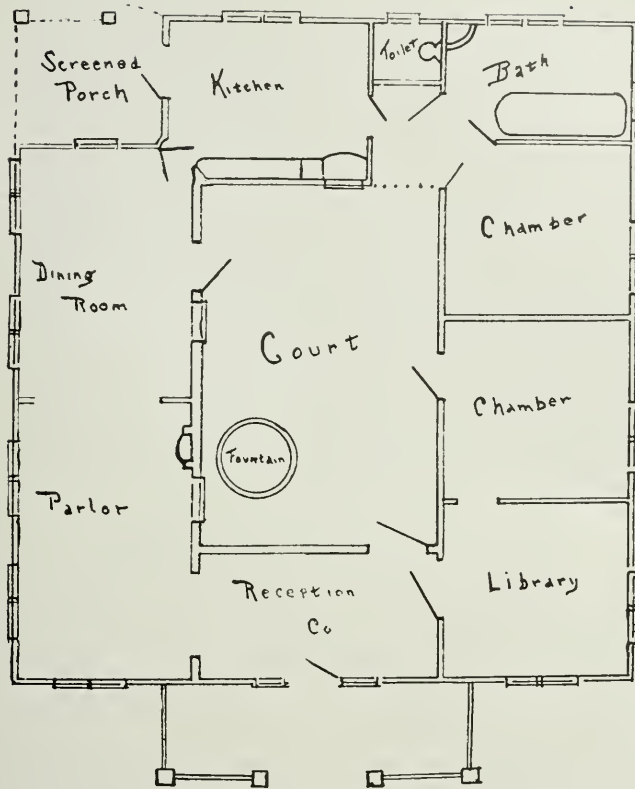 Screened
Porch
Kitchen
Toilet
Bath
Chamber
Dining
Room
Court
Chamber
Fountain
Parlor
Reception
Co
Library